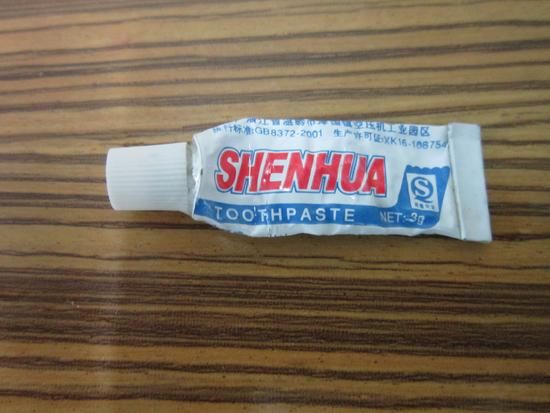 浙江省温岭市泽国镇空压机工业园区
执行标准:GB8372-2001 生产许可证:XK16-1086754
SHENHUA
S
TOOTHPASTE NET:3g